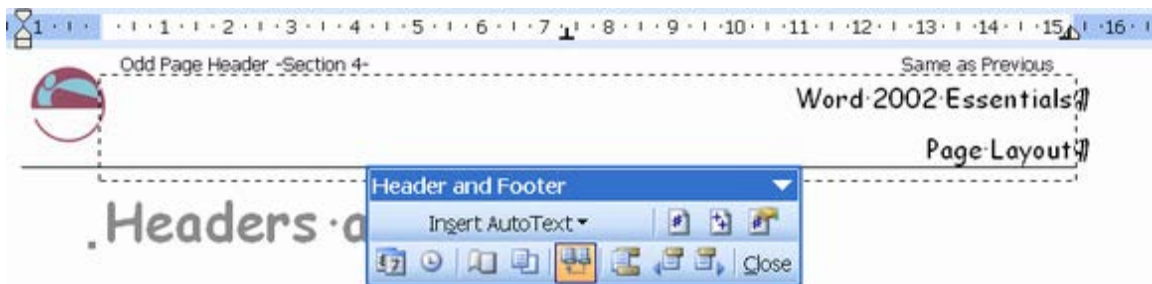 1 · 1 · 2 · 3 · 4 · 5 · 6 · 7 · 8 · 9 · 10 · 11 · 12 · 13 · 14 · 15 · 16
Odd Page Header -Section 4-
Same as Previous
Word·2002·Essentials¶
Page·Layout¶
Header and Footer
Headers·a
Insert AutoText
Close